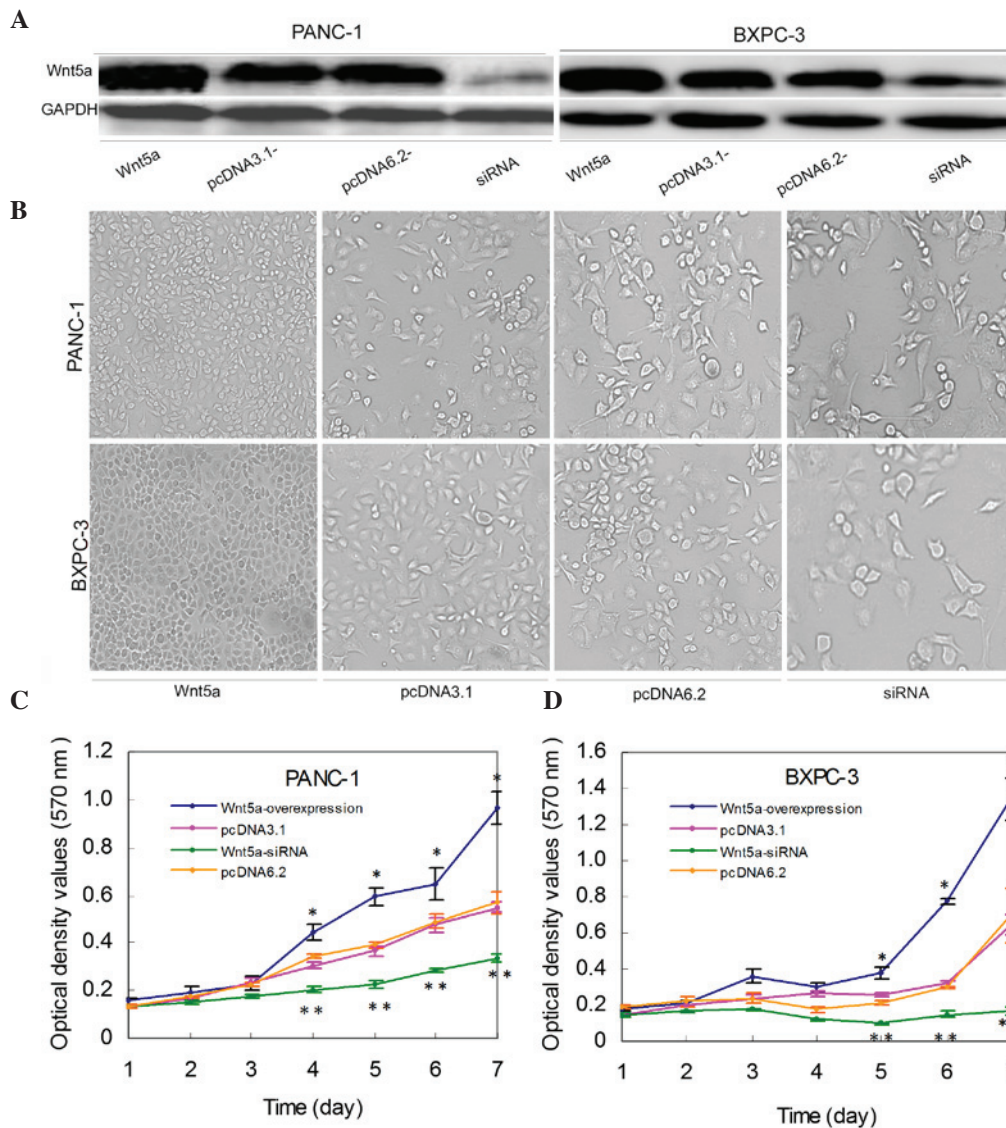 A
PANC-1
BXPC-3
Wnt5a
GAPDH
Wnt5a
pcDNA3.1-
pcDNA6.2-
siRNA
Wnt5a
pcDNA3.1-
pcDNA6.2-
siRNA
B
PANC-1
BXPC-3
Wnt5a
pcDNA3.1
pcDNA6.2
siRNA
C
Optical density values (570 nm )
1.2
1.0
0.8
0.6
0.4
0.2
0
PANC-1
Wnt5a-overexpression
pcDNA3.1
Wnt5a-siRNA
pcDNA6.2
*
*
*
*
**
**
**
**
1 2 3 4 5 6 7
Time (day)
D
Optical density values (570 nm )
1.6
1.4
1.2
1.0
0.8
0.6
0.4
0.2
0
BXPC-3
Wnt5a-overexpression
pcDNA3.1
Wnt5a-siRNA
pcDNA6.2
*
*
**
**
*
1 2 3 4 5 6
Time (day)